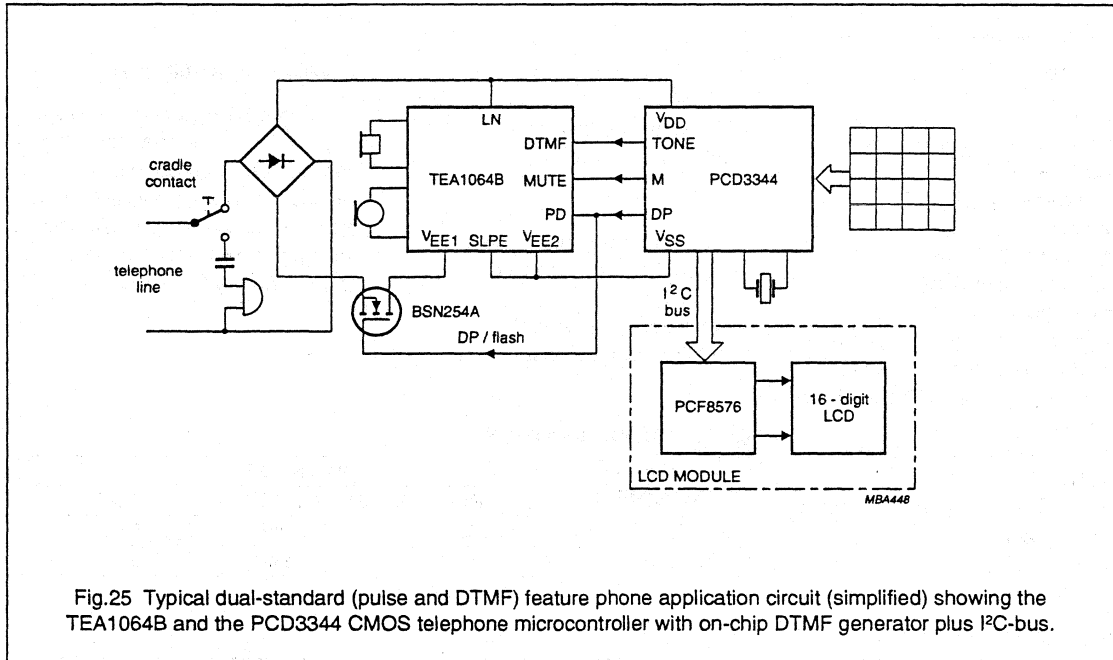 LN
DTMF
TEA1064B
MUTE
PD
VEE1 SLPE VEE2
VDD
TONE
M
PCD3344
DP
VSS
cradle
contact
telephone
line
BSN254A
DP / flash
I²C
bus
PCF8576
16 - digit
LCD
LCD MODULE
MBA448
Fig.25 Typical dual-standard (pulse and DTMF) feature phone application circuit (simplified) showing the
TEA1064B and the PCD3344 CMOS telephone microcontroller with on-chip DTMF generator plus I²C-bus.